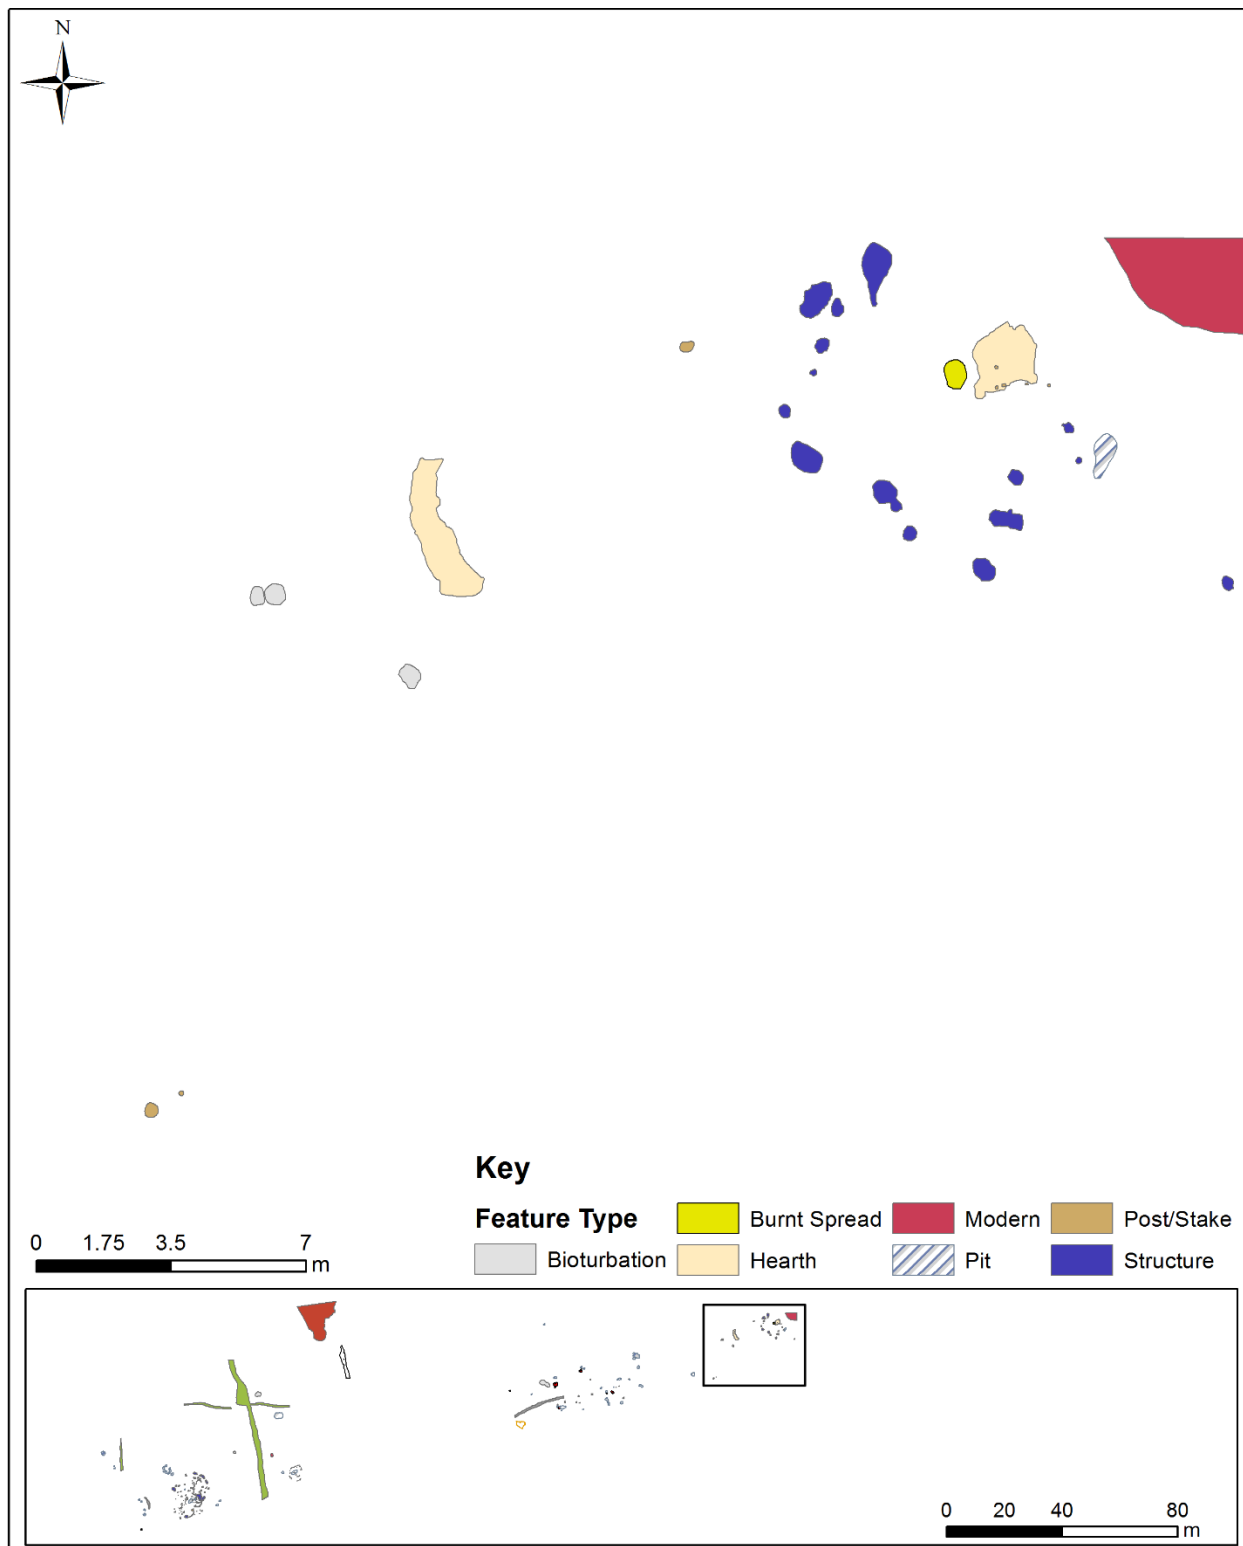 N
Key
Feature Type
Burnt Spread
Modern
Post/Stake
Bioturbation
Hearth
Pit
Structure
0 1.75 3.5 7
m
0 20 40 80
m